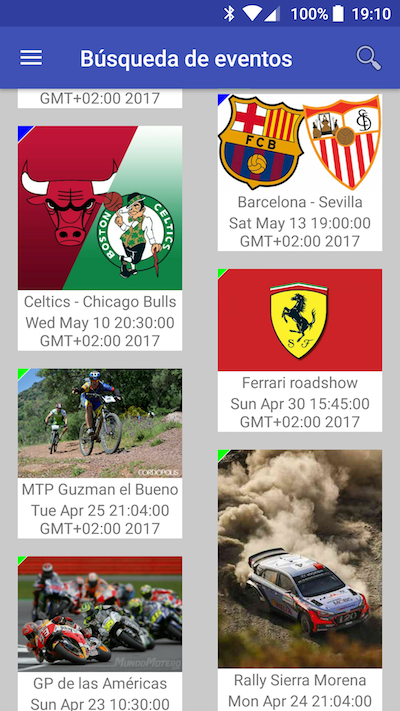 100% 19:10
Búsqueda de eventos
GMT+02:00 2017
BOSTON
CELTICS
Celtics - Chicago Bulls
Wed May 10 20:30:00
GMT+02:00 2017
CORDOPOLIS
MTP Guzman el Bueno
Tue Apr 25 21:04:00
GMT+02:00 2017
MUNDOMOTERO
GP de las Américas
Sun Apr 23 10:30:00
FCB
Barcelona - Sevilla
Sat May 13 19:00:00
GMT+02:00 2017
S F
Ferrari roadshow
Sun Apr 30 15:45:00
GMT+02:00 2017
Rally Sierra Morena
Mon Apr 24 21:04:00